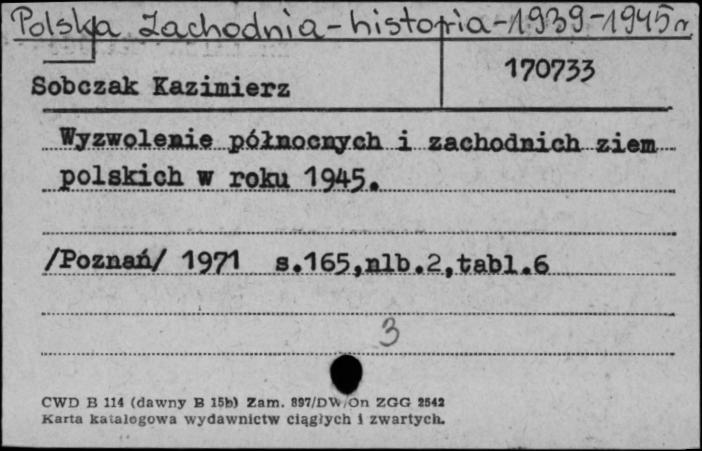 Polska Zachodnia - historia - 1939-1945 r
170733
Sobczak Kazimierz
Wyzwolenie północnych i zachodnich ziem
polskich w roku 1945.
/Poznań/ 1971 s.165,nlb.2,tabl.6
3
CWD B 114 (dawny B 15b) Zam. 897/DW/On ZGG 2542
Karta katalogowa wydawnictw ciągłych i zwartych.